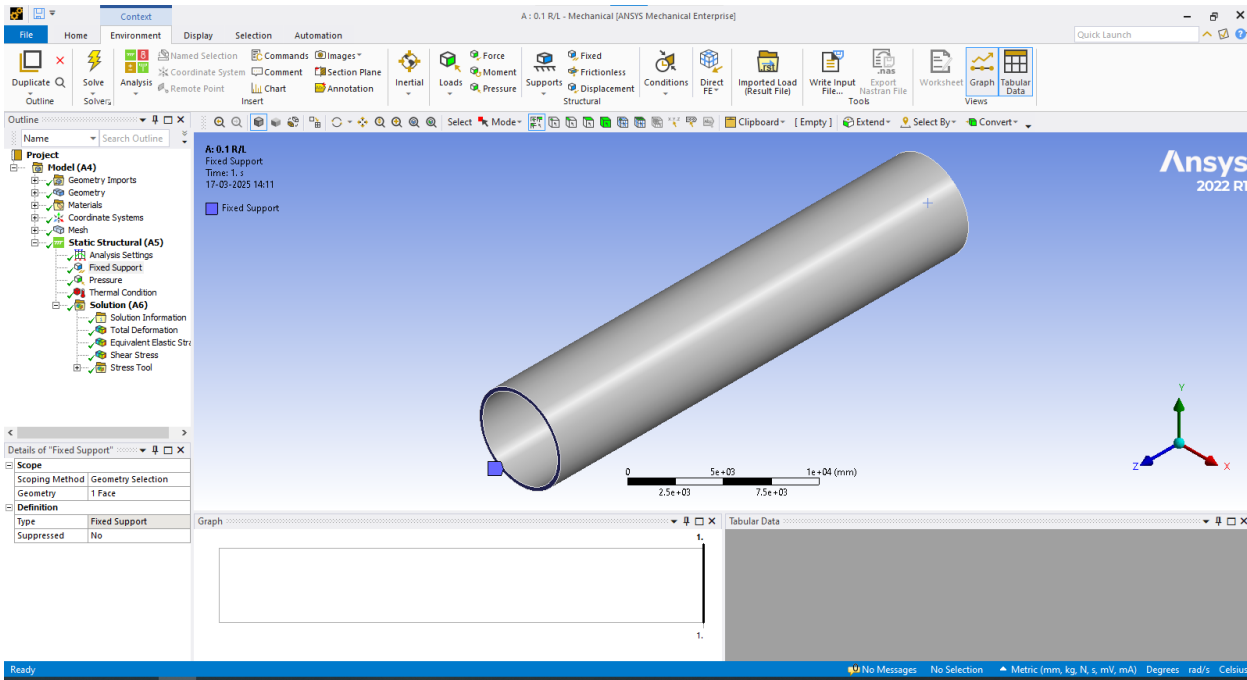 Context
A : 0.1 R/L - Mechanical [ANSYS Mechanical Enterprise]
File Home Environment Display Selection Automation
Quick Launch
Duplicate Q
Outline
Solve
Solvers
Analysis
Named Selection
Coordinate System
Remote Point
Commands
Comment
Chart
Images
Section Plane
Annotation
Insert
Inertial
Loads
Force
Moment
Pressure
Supports
Fixed
Frictionless
Displacement
Structural
Conditions
Direct FE
Imported Load (Result File)
Write Input File...
.nas
Export Nastran File
Tools
Worksheet
Graph
Tabular Data
Views
Outline
Name Search Outline
Select Mode Clipboard [ Empty ] Extend Select By Convert
Project
Model (A4)
Geometry Imports
Geometry
Materials
Coordinate Systems
Mesh
Static Structural (A5)
Analysis Settings
Fixed Support
Pressure
Thermal Condition
Solution (A6)
Solution Information
Total Deformation
Equivalent Elastic Stra
Shear Stress
Stress Tool
A: 0.1 R/L
Fixed Support
Time: 1. s
17-03-2025 14:11
Fixed Support
Ansys
2022 R1
Y
Z X
0 5e+03 1e+04 (mm)
2.5e+03 7.5e+03
Details of "Fixed Support"
Scope
Scoping Method Geometry Selection
Geometry 1 Face
Definition
Type Fixed Support
Suppressed No
Graph
1.
1.
Tabular Data
Ready
No Messages No Selection Metric (mm, kg, N, s, mV, mA) Degrees rad/s Celsius